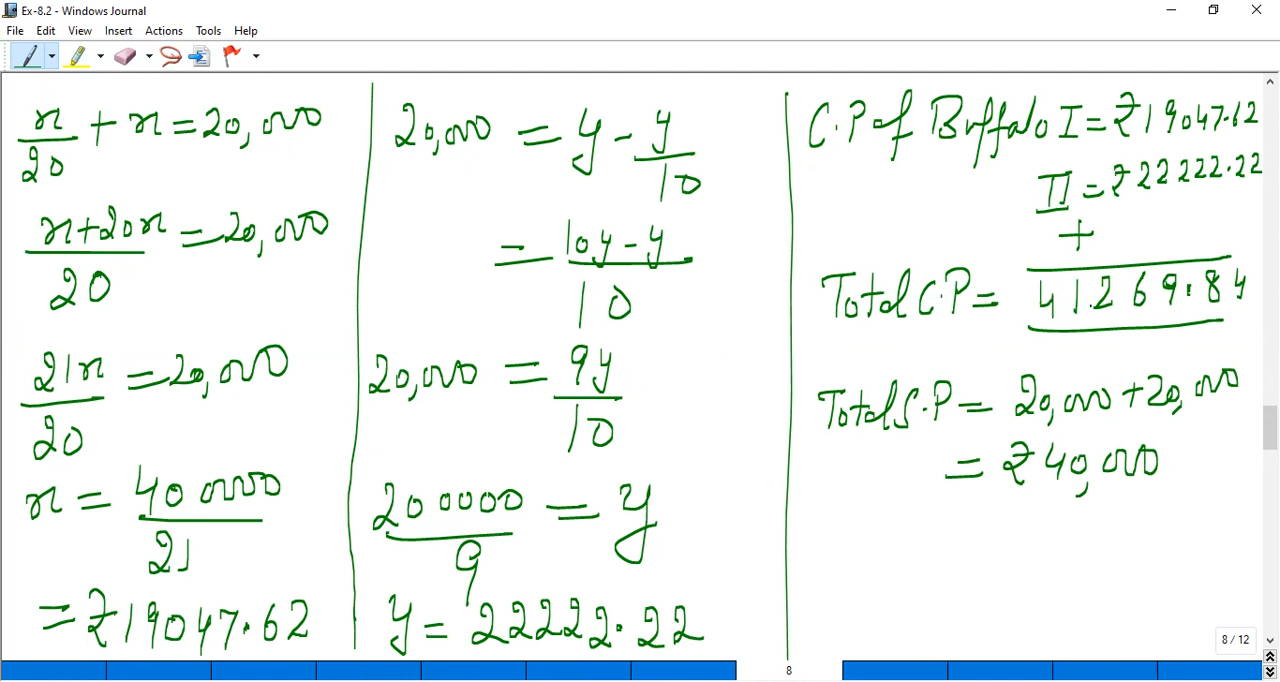 Ex-8.2 - Windows Journal
File Edit View Insert Actions Tools Help
x/20 + x = 20,000
(x+20x)/20 = 20,000
21x/20 = 20,000
x = 400000/21
= ₹19047.62
20,000 = y - y/10
= (10y - y)/10
20,000 = 9y/10
200000/9 = y
y = 22222.22
C.P of Buffalo I = ₹19047.62
II = ₹22222.22
+
Total C.P = 41269.84
Total S.P = 20,000 + 20,000
= ₹40,000
8 / 12
8